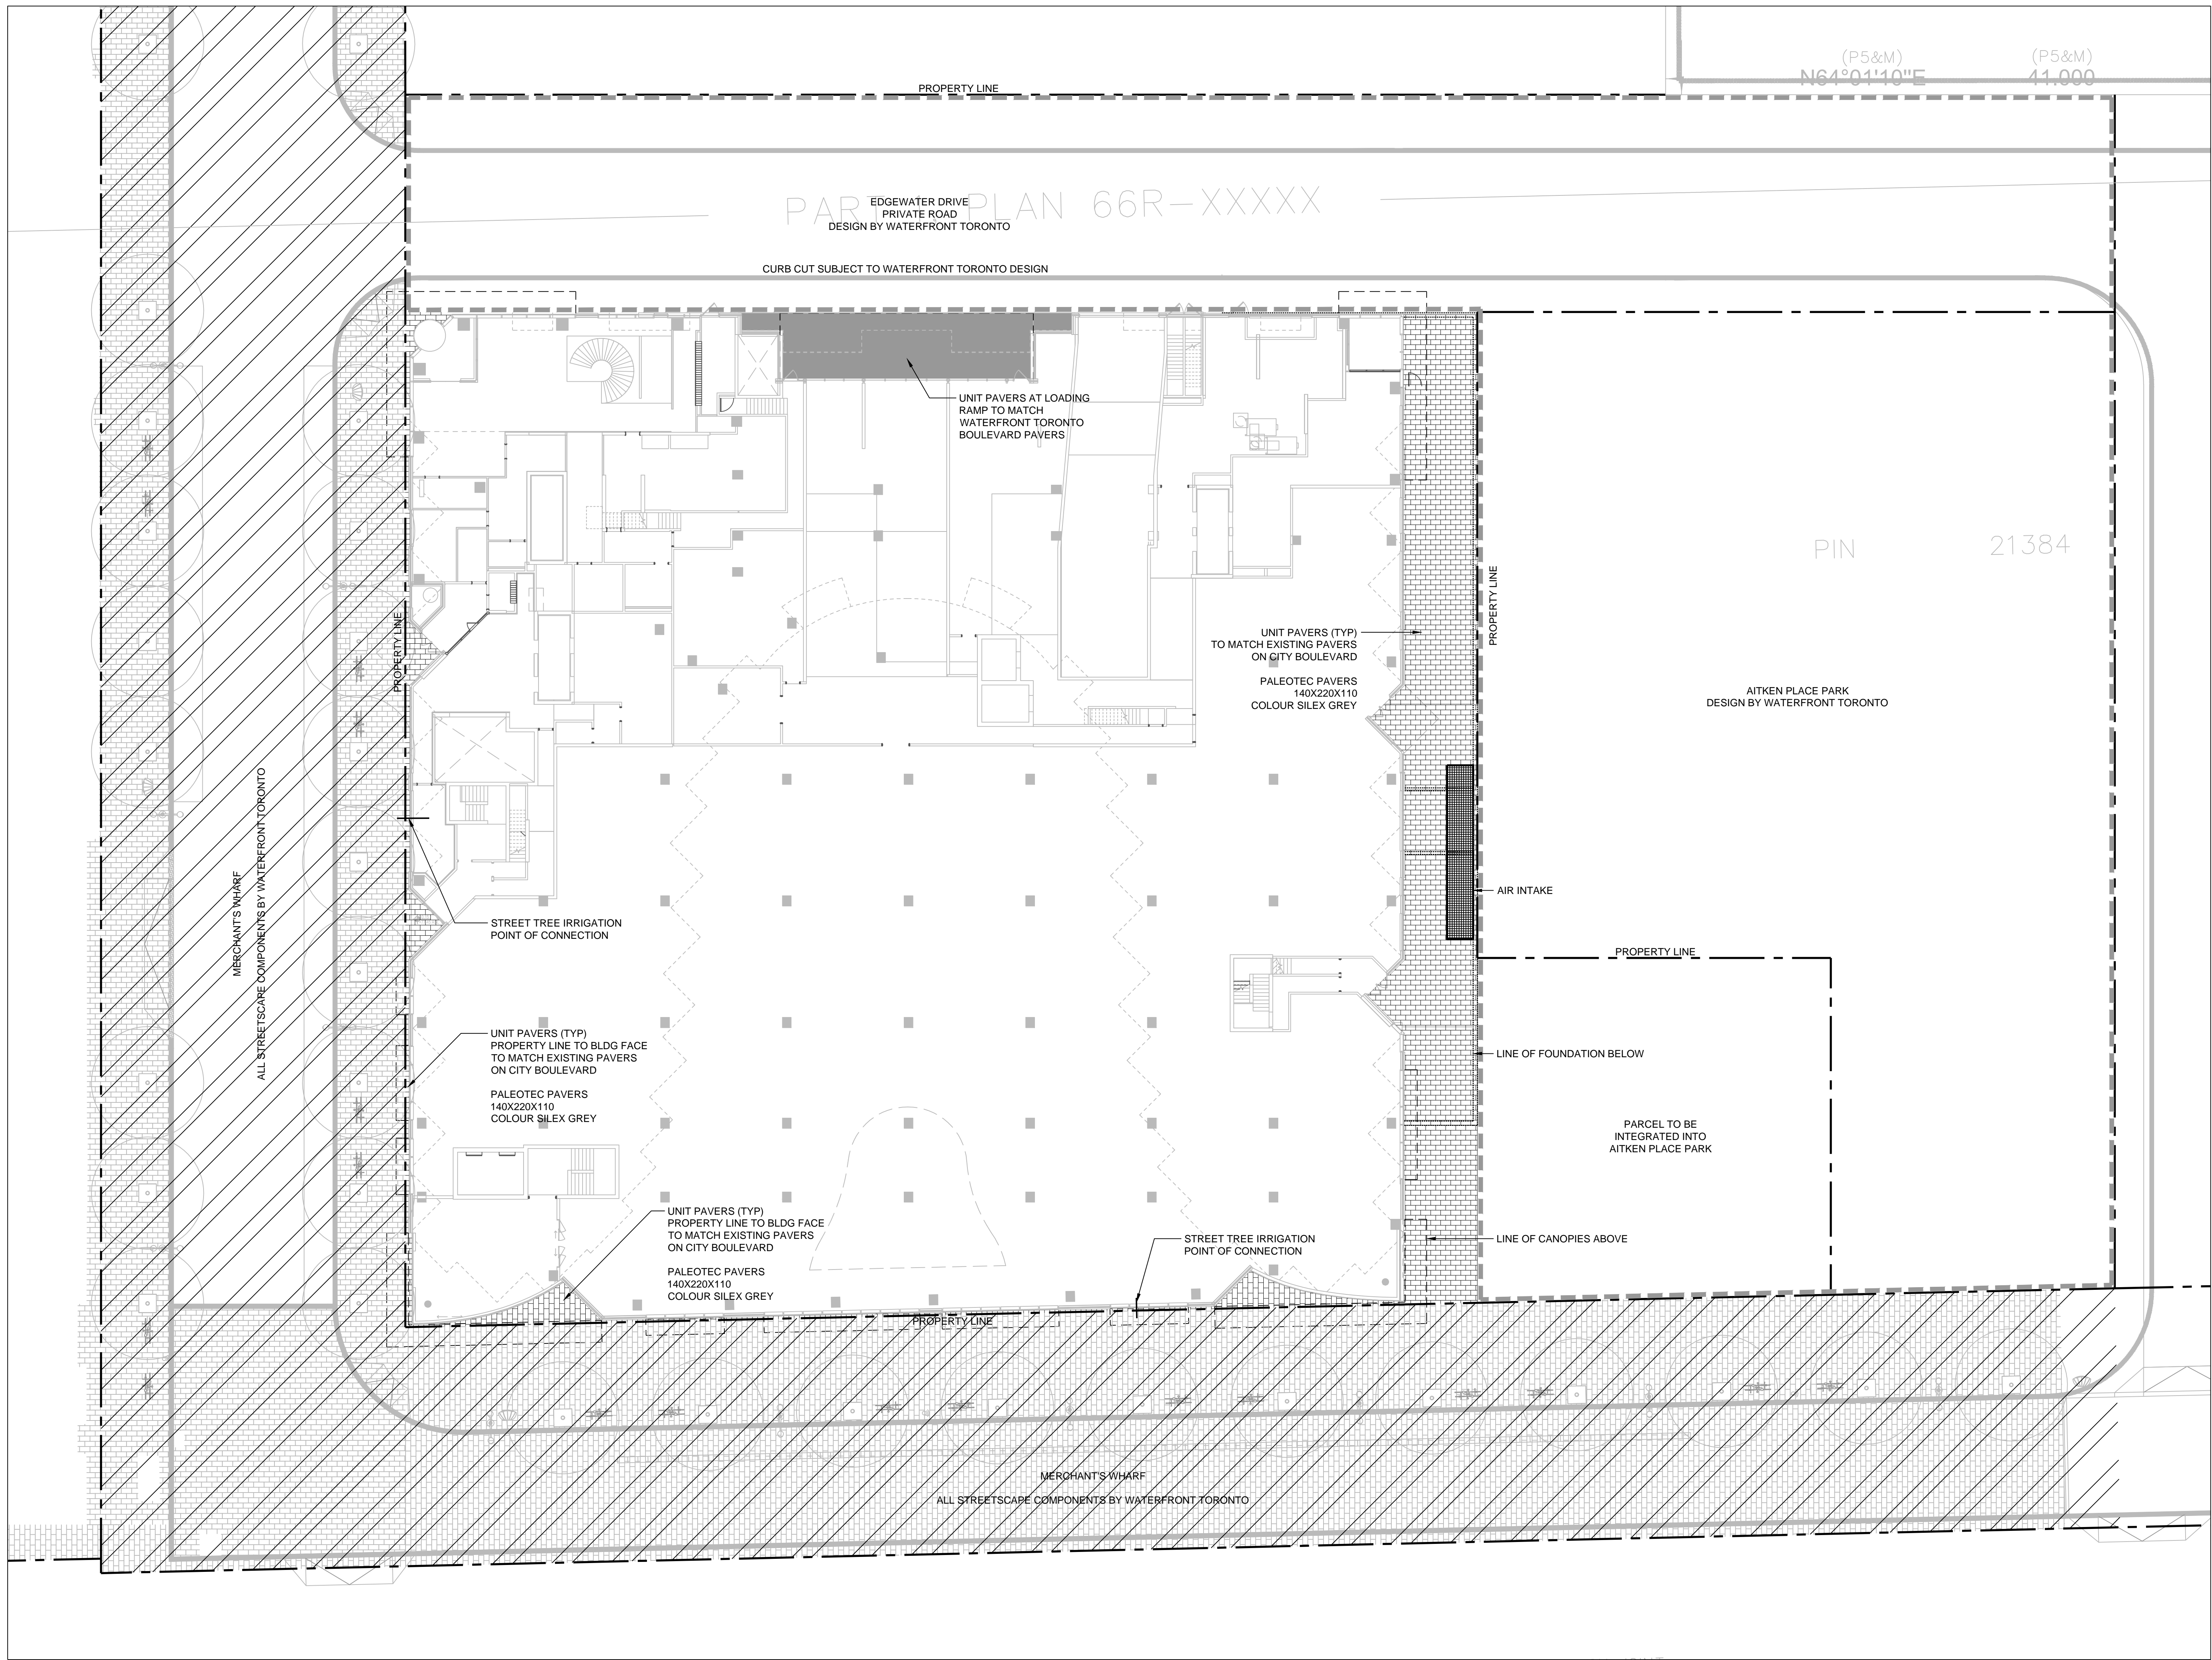 (P5&M)
(P5&M)
N64°01'10"E
41.000
PROPERTY LINE
PART PLAN 66R-XXXXX
EDGEWATER DRIVE
PRIVATE ROAD
DESIGN BY WATERFRONT TORONTO
CURB CUT SUBJECT TO WATERFRONT TORONTO DESIGN
UNIT PAVERS AT LOADING
RAMP TO MATCH
WATERFRONT TORONTO
BOULEVARD PAVERS
PIN 21384
PROPERTY LINE
PROPERTY LINE
UNIT PAVERS (TYP)
TO MATCH EXISTING PAVERS
ON CITY BOULEVARD
PALEOTEC PAVERS
140X220X110
COLOUR SILEX GREY
AITKEN PLACE PARK
DESIGN BY WATERFRONT TORONTO
MERCHANT'S WHARF
ALL STREETSCAPE COMPONENTS BY WATERFRONT TORONTO
AIR INTAKE
STREET TREE IRRIGATION
POINT OF CONNECTION
PROPERTY LINE
UNIT PAVERS (TYP)
PROPERTY LINE TO BLDG FACE
TO MATCH EXISTING PAVERS
ON CITY BOULEVARD
PALEOTEC PAVERS
140X220X110
COLOUR SILEX GREY
LINE OF FOUNDATION BELOW
PARCEL TO BE
INTEGRATED INTO
AITKEN PLACE PARK
UNIT PAVERS (TYP)
PROPERTY LINE TO BLDG FACE
TO MATCH EXISTING PAVERS
ON CITY BOULEVARD
PALEOTEC PAVERS
140X220X110
COLOUR SILEX GREY
STREET TREE IRRIGATION
POINT OF CONNECTION
LINE OF CANOPIES ABOVE
PROPERTY LINE
MERCHANT'S WHARF
ALL STREETSCAPE COMPONENTS BY WATERFRONT TORONTO